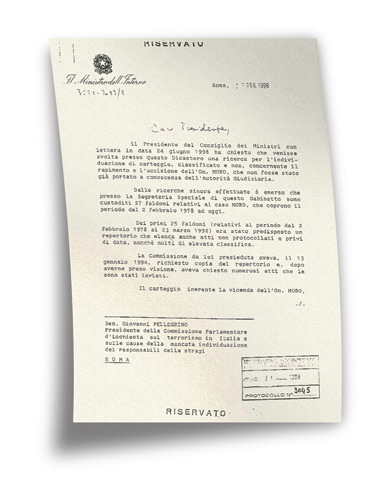 RISERVATO
Il Ministro dell'Interno
Roma, 1998
Caro Presidente,
il Presidente del Consiglio dei Ministri con
lettera in data 24 giugno 1998 ha chiesto che venisse
svolta presso questo Dicastero una ricerca per l'indivi-
duazione di carteggio, classificato e non, concernente il
rapimento e l'uccisione dell'On. MORO, che non fosse stato
già portato a conoscenza dell'Autorità Giudiziaria.
Dalle ricerche sinora effettuate è emerso che
presso la Segreteria Speciale di questo Gabinetto sono
custoditi 27 faldoni relativi al caso MORO, che coprono il
periodo dal 2 febbraio 1978 ad oggi.
Dei primi 25 faldoni (relativi al periodo dal 2
febbraio 1978 al 23 marzo 1992) era stato predisposto un
repertorio che elenca anche atti non protocollati e privi
di data, nonchè molti di elevata classifica.
La Commissione da lei presieduta aveva, il 13
gennaio 1994, richiesto copia del repertorio e, dopo
averne preso visione, aveva chiesto numerosi atti che le
sono stati inviati.
Il carteggio inerente la vicenda dell'On. MORO,
./.
Sen. Giovanni PELLEGRINO
Presidente della Commissione Parlamentare
d'inchiesta sul terrorismo in Italia e
sulle cause della mancata individuazione
dei responsabili delle stragi
ROMA
1998
PROTOCOLLO N° 3045
RISERVATO